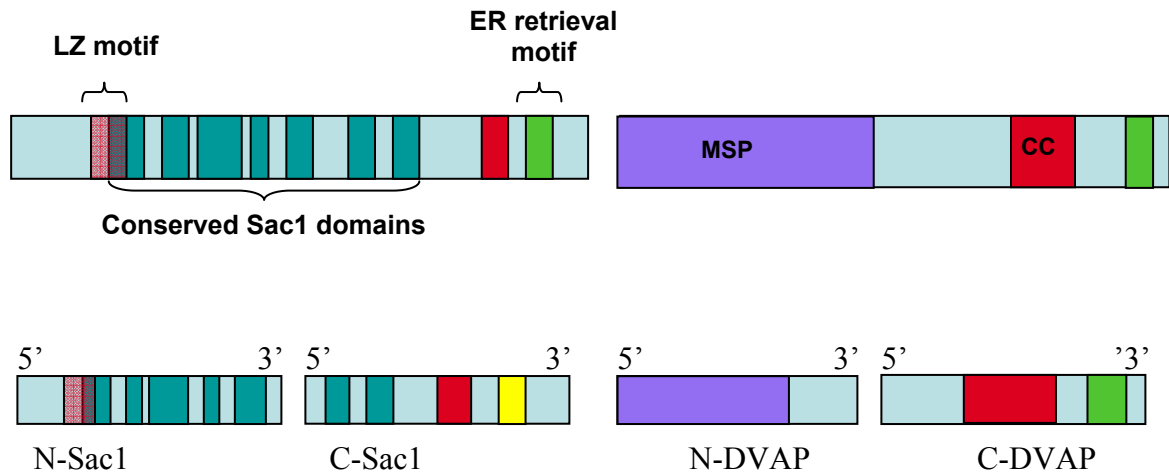 LZ motif
ER retrieval
motif
MSP
CC
Conserved Sac1 domains
5’ 3’ 5’ 3’ 5’ 3’ 5’ ’3’
N-Sac1 C-Sac1 N-DVAP C-DVAP